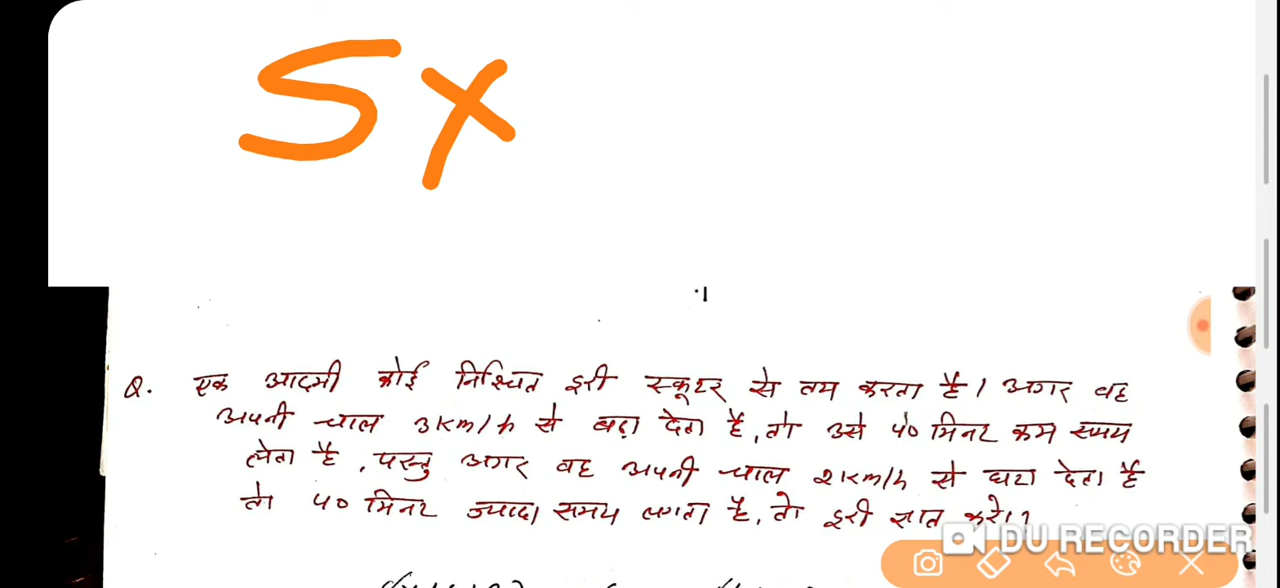 5x
Q. एक आदमी कोई निश्चित दूरी स्कूटर से तय करता है। अगर वह
अपनी चाल 3km/h से बढ़ा देता है, तो उसे 40 मिनट कम समय
लेता है, परन्तु अगर वह अपनी चाल 2km/h से घटा देता है
तो 40 मिनट ज्यादा समय लगता है, तो दूरी ज्ञात करे।?
DU RECORDER